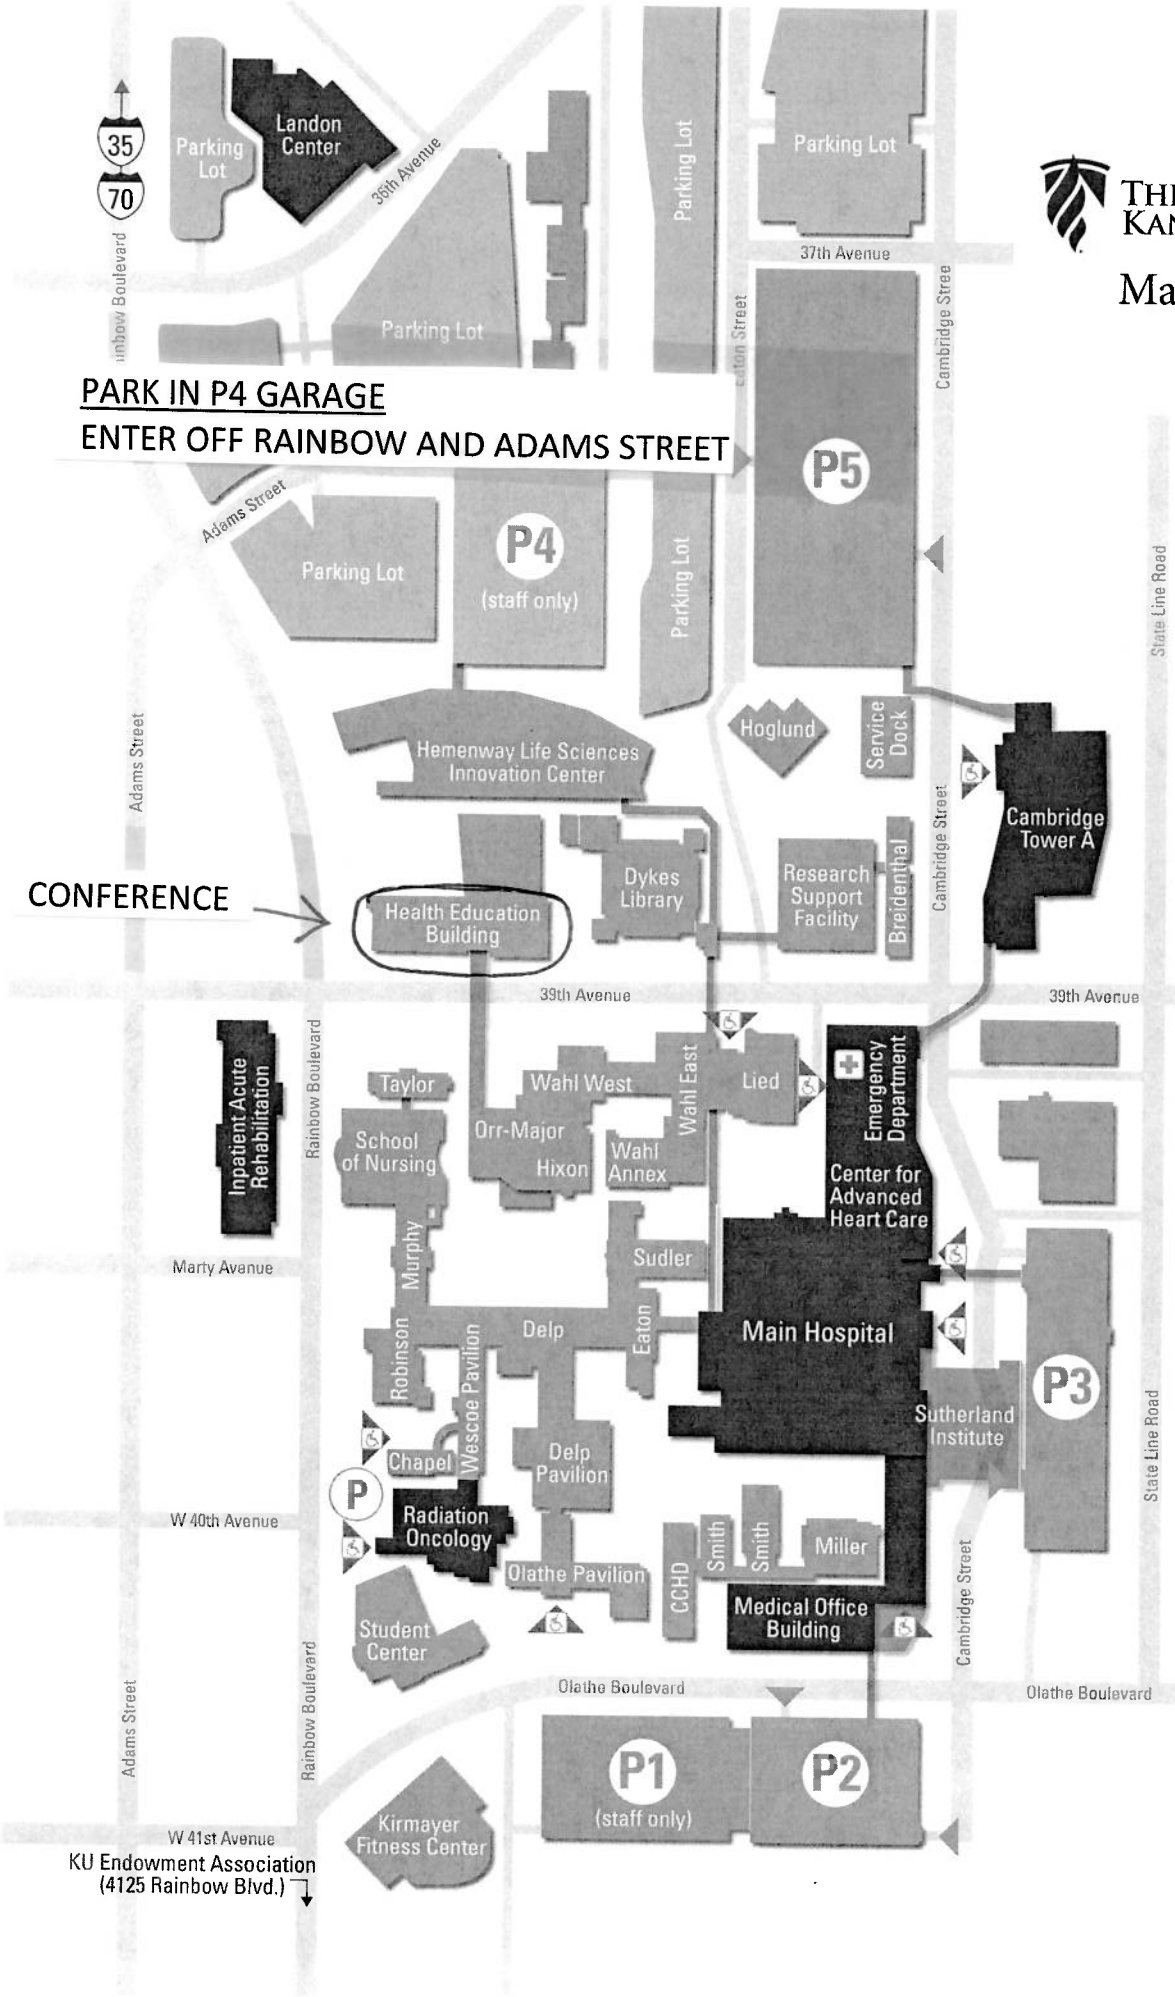 35
70
Parking
Lot
Landon
Center
36th Avenue
Parking Lot
Parking Lot
THE
KAN
Ma
37th Avenue
inbow Boulevard
Parking Lot
Eaton Street
Cambridge Stree
PARK IN P4 GARAGE
ENTER OFF RAINBOW AND ADAMS STREET
P5
Adams Street
P4
(staff only)
Parking Lot
Parking Lot
State Line Road
Adams Street
Hemenway Life Sciences
Innovation Center
Hoglund
Service
Dock
Cambridge
Tower A
Cambridge Street
CONFERENCE
Health Education
Building
Dykes
Library
Research
Support
Facility
Breidenthal
39th Avenue
39th Avenue
Inpatient Acute
Rehabilitation
Rainbow Boulevard
Taylor
School
of Nursing
Wahl West
Wahl East
Lied
Orr-Major
Hixon
Wahl
Annex
Emergency
Department
Center for
Advanced
Heart Care
Murphy
Sudler
Marty Avenue
Robinson
Wescoe Pavilion
Delp
Eaton
Main Hospital
P3
Sutherland
Institute
State Line Road
Chapel
Delp
Pavilion
P
Radiation
Oncology
W 40th Avenue
Olathe Pavilion
CCHD
Smith
Smith
Miller
Medical Office
Building
Cambridge Street
Student
Center
Adams Street
Rainbow Boulevard
Olathe Boulevard
Olathe Boulevard
P1
(staff only)
P2
Kirmayer
Fitness Center
W 41st Avenue
KU Endowment Association
(4125 Rainbow Blvd.)